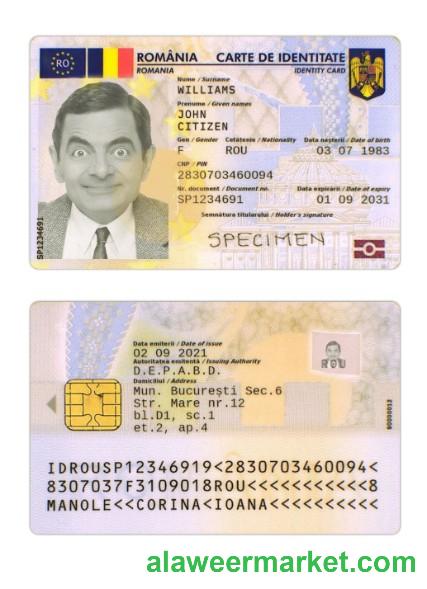 RO
ROMÂNIA CARTE DE IDENTITATE
ROMANIA IDENTITY CARD
Nume / Surname
WILLIAMS
Prenume / Given names
JOHN
CITIZEN
Gen / Gender Cetățenie / Nationality Data nașterii / Date of birth
F ROU 03 07 1983
CNP / PIN
2830703460094
Nr. document / Document no. Data expirării / Date of expiry
SP1234691 01 09 2031
Semnătura titularului / Holder's signature
SPECIMEN
SP1234691
Data emiterii / Date of issue
02 09 2021
Autoritatea emitentă / Issuing Authority
D.E.P.A.B.D.
Domiciliul / Address
Mun. București Sec.6
Str. Mare nr.12
bl.D1, sc.1
et.2, ap.4
ROU
IDROUSP12346919<2830703460094<
8307037F3109018ROU<<<<<<<<<<<8
MANOLE<<CORINA<IOANA<<<<<<<<<<
alaweermarket.com